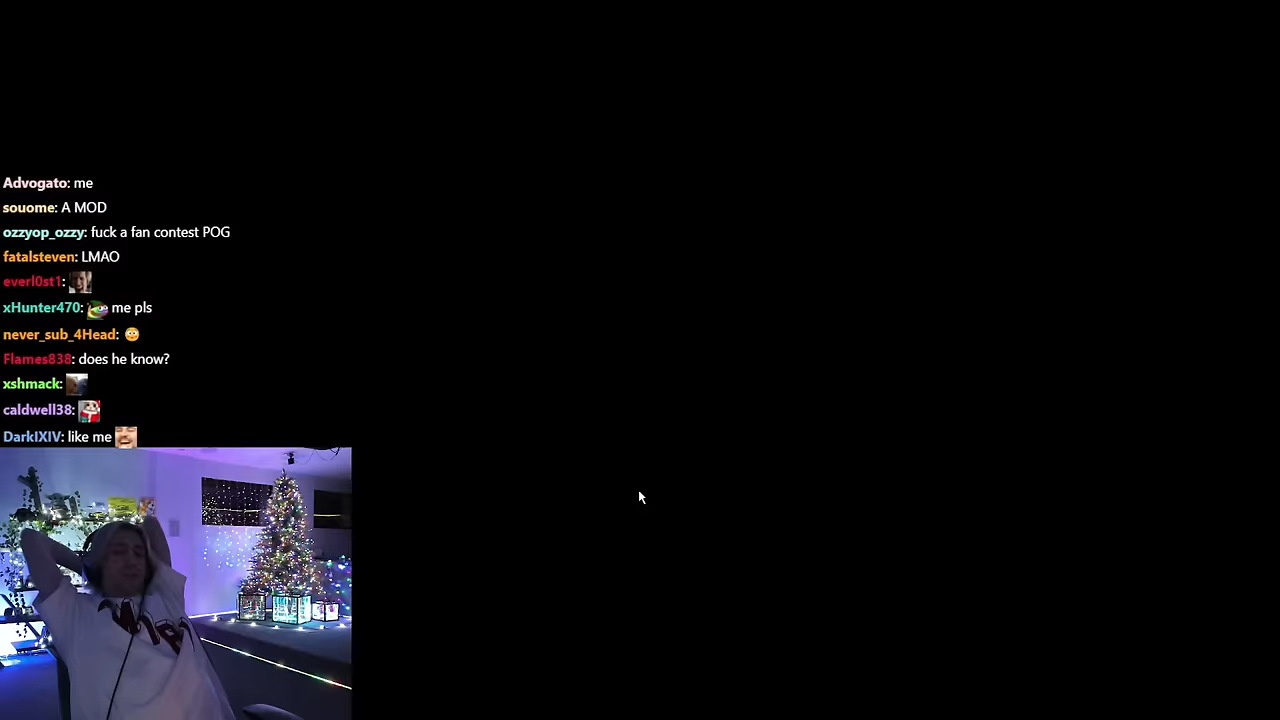 Advogato: me
souome: A MOD
ozzyop_ozzy: fuck a fan contest POG
fatalsteven: LMAO
everl0st1:
xHunter470: me pls
never_sub_4Head:
Flames838: does he know?
xshmack:
caldwell38:
DarkIXIV: like me